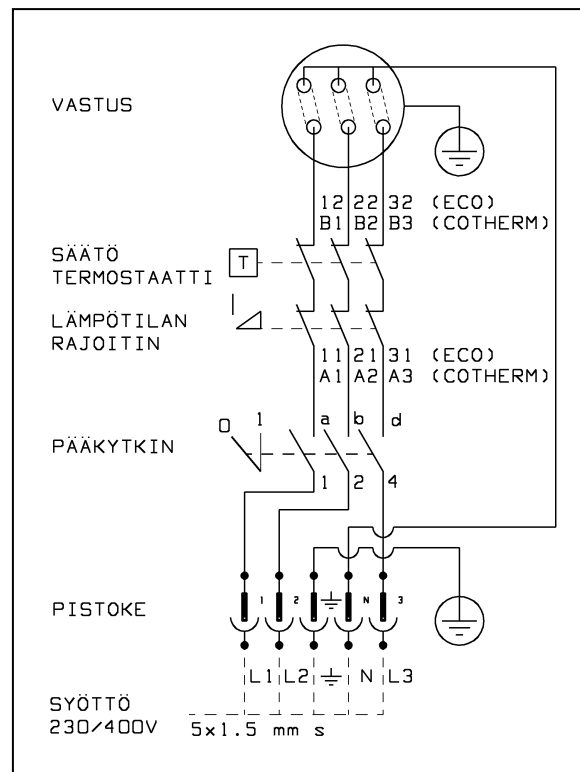 VASTUS
12 22 32 (ECO)
B1 B2 B3 (COTHERM)
SÄÄTÖ
TERMOSTAATTI
T
LÄMPÖTILAN
RAJOITIN
11 21 31 (ECO)
A1 A2 A3 (COTHERM)
0 1 a b d
PÄÄKYTKIN
1 2 4
PISTOKE
1 2 N 3
L1 L2 N L3
SYÖTTÖ
230/400V
5x1.5 mm s